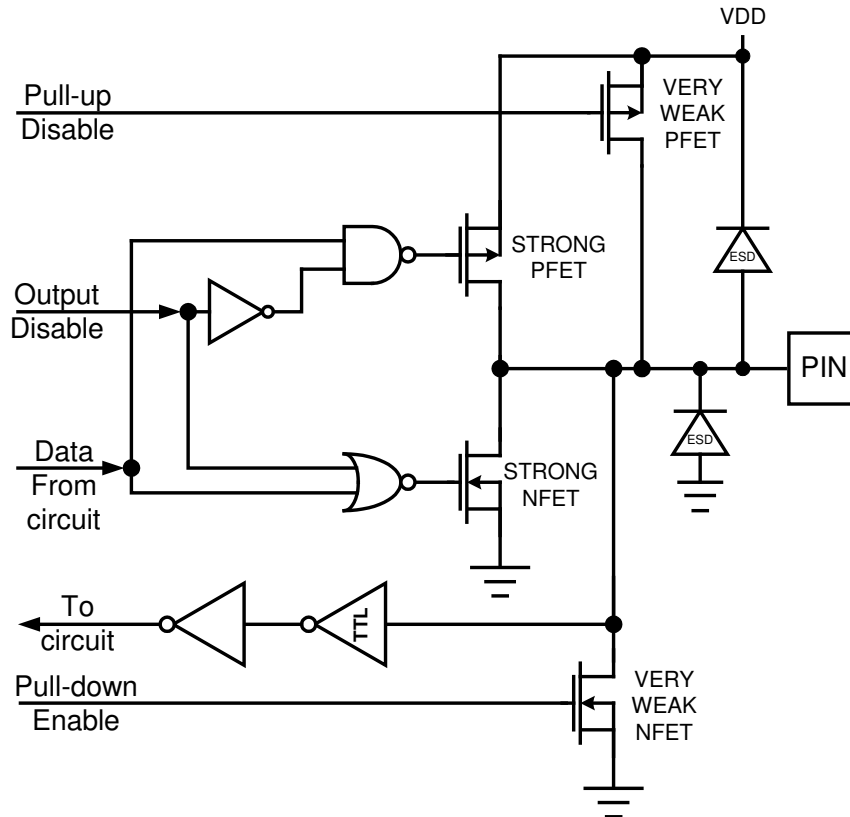 VDD
Pull-up
Disable
VERY
WEAK
PFET
STRONG
PFET
ESD
Output
Disable
PIN
ESD
Data
From
circuit
STRONG
NFET
To
circuit
TTL
Pull-down
Enable
VERY
WEAK
NFET